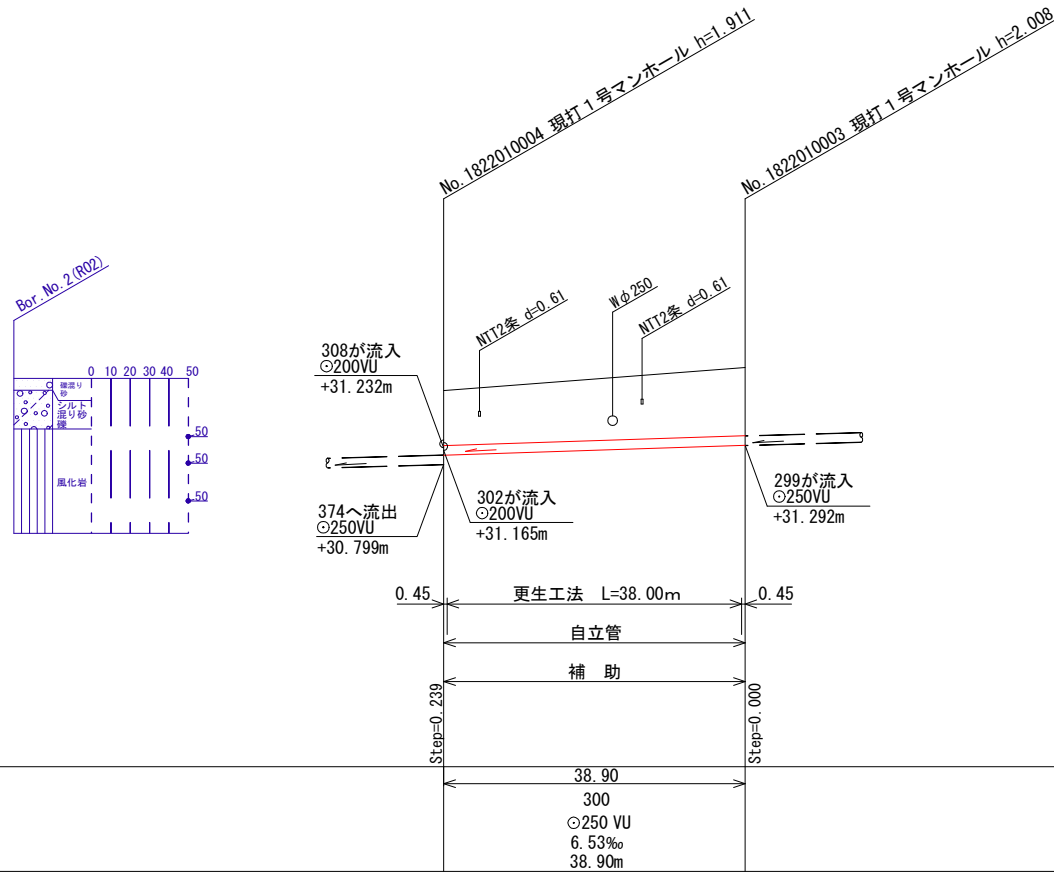 No.1822010004 現打1号マンホール h=1.911
No.1822010003 現打1号マンホール h=2.008
Bor.No.2(R02)
0 10 20 30 40 50
礫混り
砂
シルト
混り砂
礫
風化岩
50
50
50
NTT2条 d=0.61
Wφ250
NTT2条 d=0.61
308が流入
⊙200VU
+31.232m
374へ流出
⊙250VU
+30.799m
302が流入
⊙200VU
+31.165m
299が流入
⊙250VU
+31.292m
0.45 更生工法 L=38.00m 0.45
自立管
補 助
Step=0.239
Step=0.000
38.90
300
⊙250 VU
6.53‰
38.90m